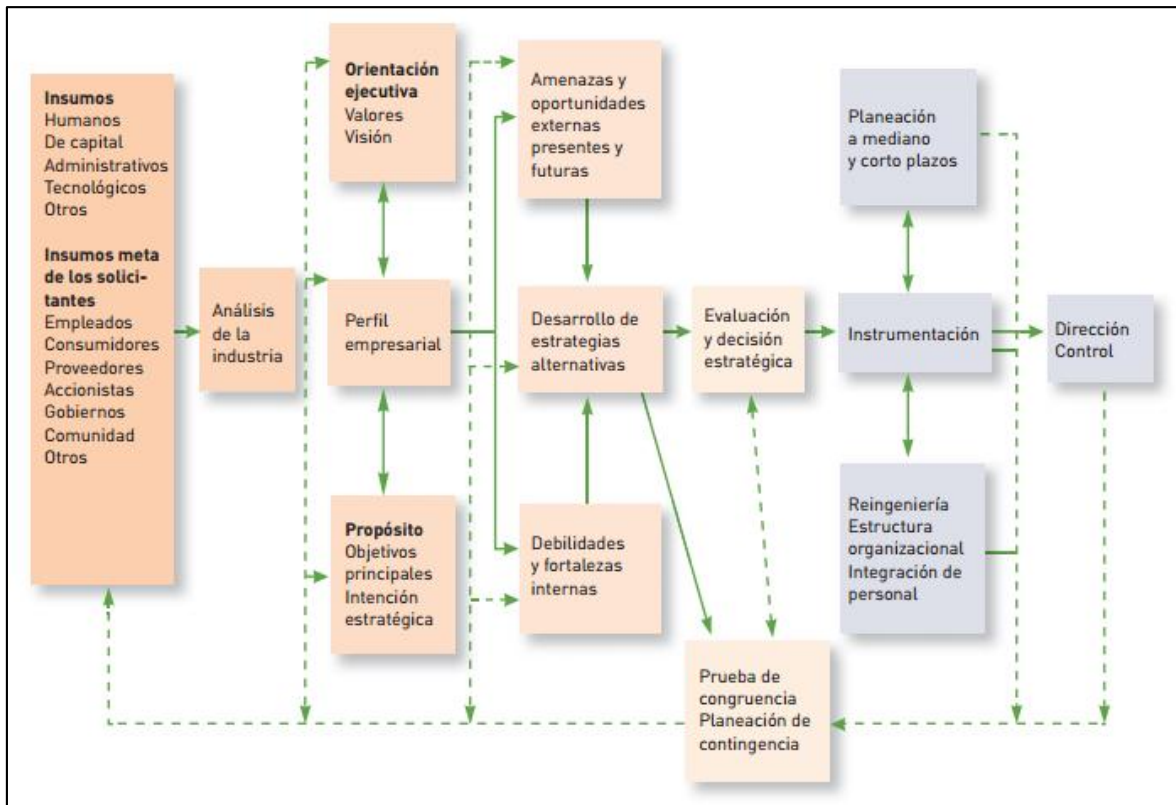 Insumos
Humanos
De capital
Administrativos
Tecnológicos
Otros
Insumos meta
de los solici-
tantes
Empleados
Consumidores
Proveedores
Accionistas
Gobiernos
Comunidad
Otros
Análisis
de la
industria
Orientación
ejecutiva
Valores
Visión
Perfil
empresarial
Propósito
Objetivos
principales
Intención
estratégica
Amenazas y
oportunidades
externas
presentes y
futuras
Desarrollo de
estrategias
alternativas
Debilidades
y fortalezas
internas
Evaluación
y decisión
estratégica
Prueba de
congruencia
Planeación de
contingencia
Planeación
a mediano
y corto plazos
Instrumentación
Reingeniería
Estructura
organizacional
Integración de
personal
Dirección
Control